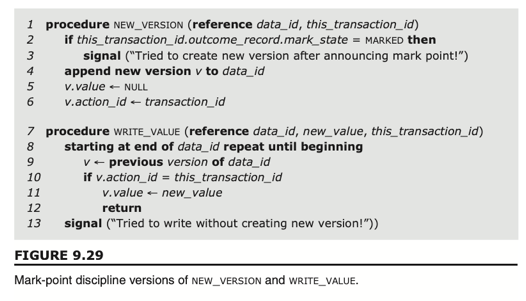 1 procedure NEW_VERSION (reference data_id, this_transaction_id)
2 if this_transaction_id.outcome_record.mark_state = MARKED then
3 signal ("Tried to create new version after announcing mark point!")
4 append new version v to data_id
5 v.value ← NULL
6 v.action_id ← transaction_id
7 procedure WRITE_VALUE (reference data_id, new_value, this_transaction_id)
8 starting at end of data_id repeat until beginning
9 v ← previous version of data_id
10 if v.action_id = this_transaction_id
11 v.value ← new_value
12 return
13 signal ("Tried to write without creating new version!"))
FIGURE 9.29
Mark-point discipline versions of NEW_VERSION and WRITE_VALUE.